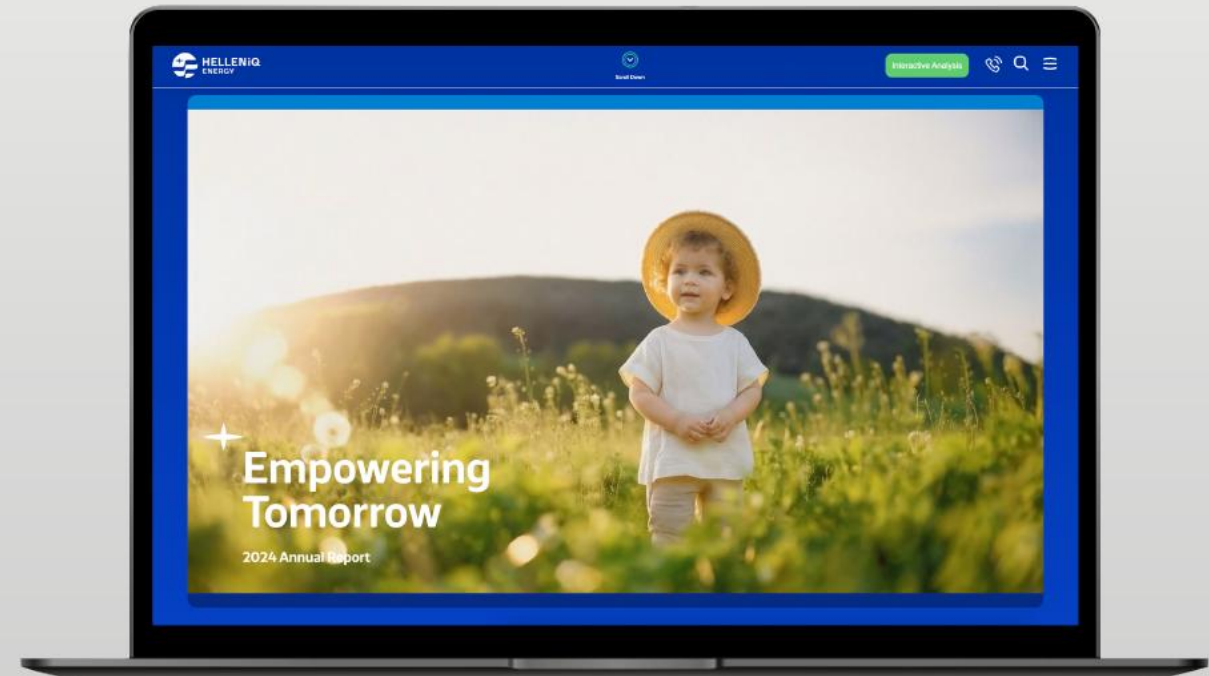 HELLENiQ
ENERGY
Scroll Down
Interactive Analysis
Empowering
Tomorrow
2024 Annual Report